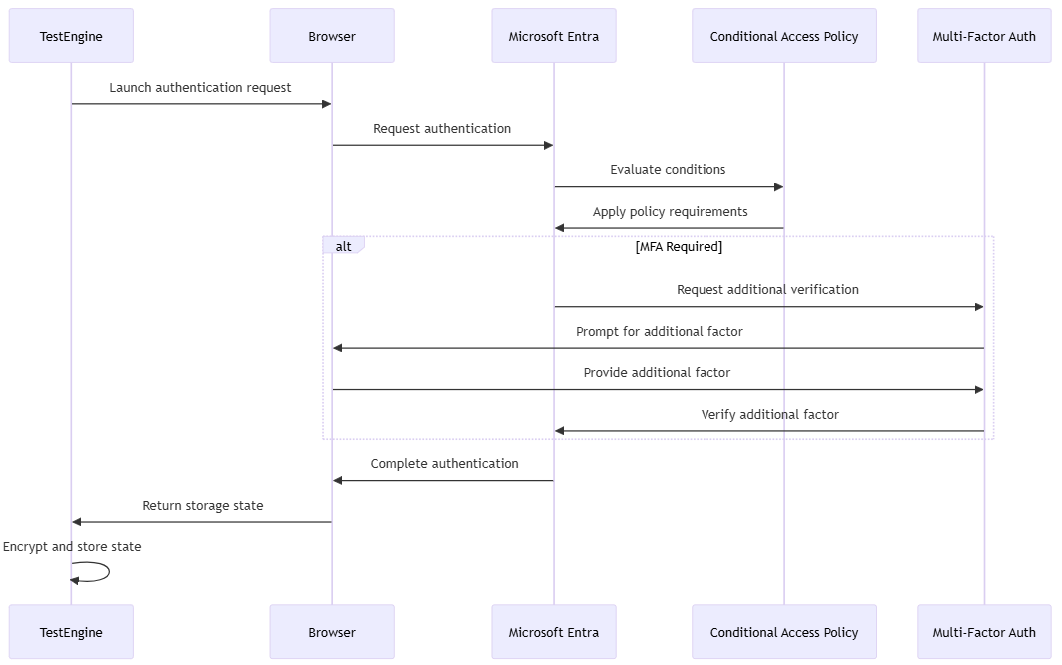 TestEngine
Browser
Microsoft Entra
Conditional Access Policy
Multi-Factor Auth
Launch authentication request
Request authentication
Evaluate conditions
Apply policy requirements
alt
[MFA Required]
Request additional verification
Prompt for additional factor
Provide additional factor
Verify additional factor
Complete authentication
Return storage state
Encrypt and store state
TestEngine
Browser
Microsoft Entra
Conditional Access Policy
Multi-Factor Auth